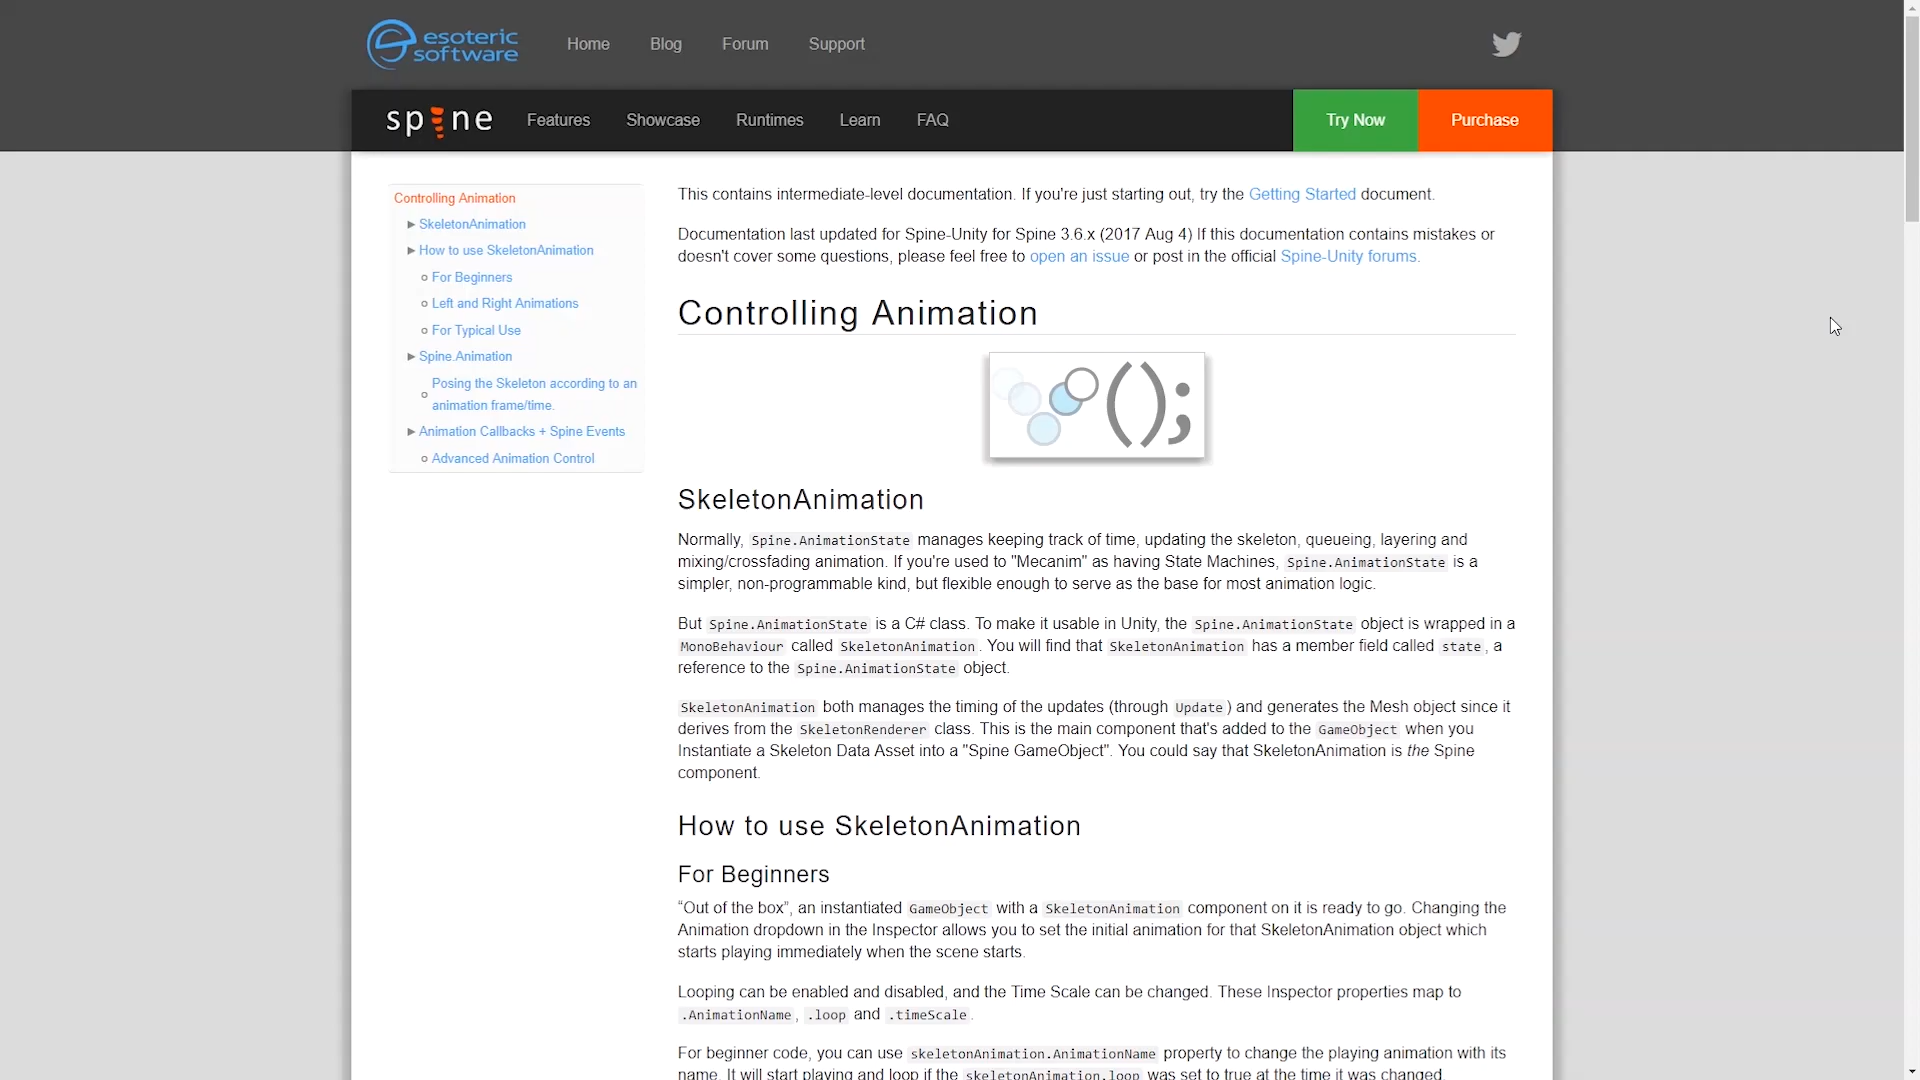 esoteric
software
Home Blog Forum Support
spine Features Showcase Runtimes Learn FAQ Try Now Purchase
Controlling Animation
SkeletonAnimation
How to use SkeletonAnimation
For Beginners
Left and Right Animations
For Typical Use
Spine.Animation
Posing the Skeleton according to an
animation frame/time.
Animation Callbacks + Spine Events
Advanced Animation Control
This contains intermediate-level documentation. If you're just starting out, try the Getting Started document.
Documentation last updated for Spine-Unity for Spine 3.6.x (2017 Aug 4) If this documentation contains mistakes or
doesn't cover some questions, please feel free to open an issue or post in the official Spine-Unity forums.
Controlling Animation
();
SkeletonAnimation
Normally, Spine.AnimationState manages keeping track of time, updating the skeleton, queueing, layering and
mixing/crossfading animation. If you're used to "Mecanim" as having State Machines, Spine.AnimationState is a
simpler, non-programmable kind, but flexible enough to serve as the base for most animation logic.
But Spine.AnimationState is a C# class. To make it usable in Unity, the Spine.AnimationState object is wrapped in a
MonoBehaviour called SkeletonAnimation. You will find that SkeletonAnimation has a member field called state, a
reference to the Spine.AnimationState object.
SkeletonAnimation both manages the timing of the updates (through Update) and generates the Mesh object since it
derives from the SkeletonRenderer class. This is the main component that's added to the GameObject when you
Instantiate a Skeleton Data Asset into a "Spine GameObject". You could say that SkeletonAnimation is the Spine
component.
How to use SkeletonAnimation
For Beginners
“Out of the box”, an instantiated GameObject with a SkeletonAnimation component on it is ready to go. Changing the
Animation dropdown in the Inspector allows you to set the initial animation for that SkeletonAnimation object which
starts playing immediately when the scene starts.
Looping can be enabled and disabled, and the Time Scale can be changed. These Inspector properties map to
.AnimationName, .loop and .timeScale.
For beginner code, you can use skeletonAnimation.AnimationName property to change the playing animation with its
name. It will start playing and loop if the skeletonAnimation.loop was set to true at the time it was changed.